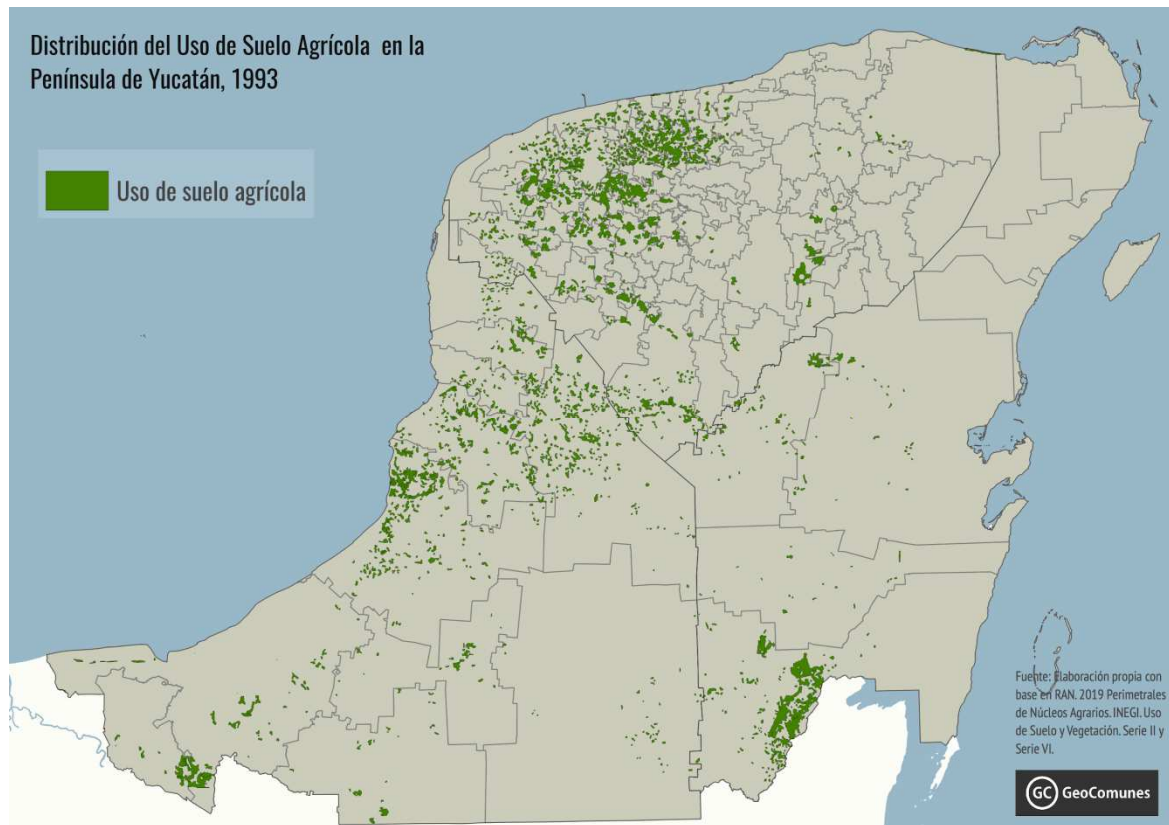 Distribución del Uso de Suelo Agrícola en la
Península de Yucatán, 1993
Uso de suelo agrícola
Fuente: Elaboración propia con
base en RAN. 2019 Perimetrales
de Núcleos Agrarios. INEGI. Uso
de Suelo y Vegetación. Serie II y
Serie VI.
GC GeoComunes